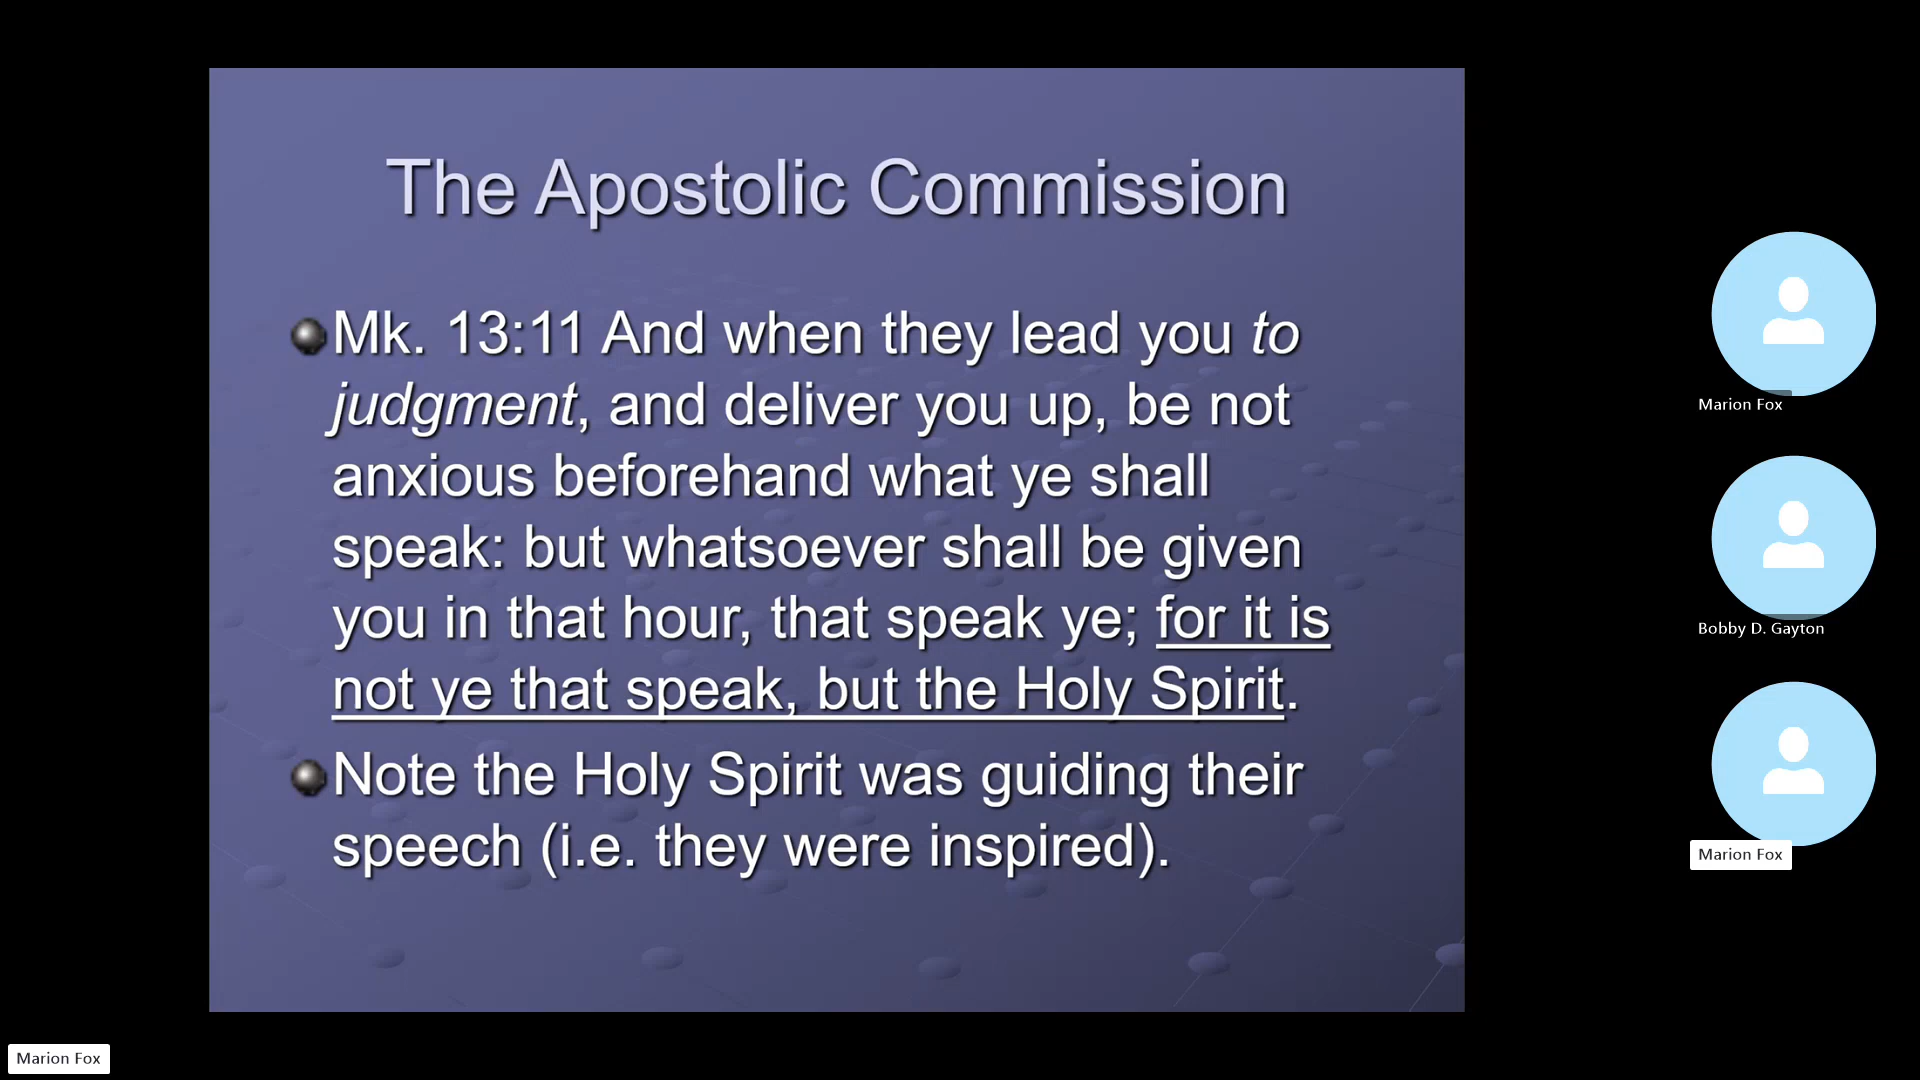 The Apostolic Commission
Mk. 13:11 And when they lead you to
judgment, and deliver you up, be not
anxious beforehand what ye shall
speak: but whatsoever shall be given
you in that hour, that speak ye; for it is
not ye that speak, but the Holy Spirit.
Note the Holy Spirit was guiding their
speech (i.e. they were inspired).
Marion Fox
Bobby D. Gayton
Marion Fox
Marion Fox